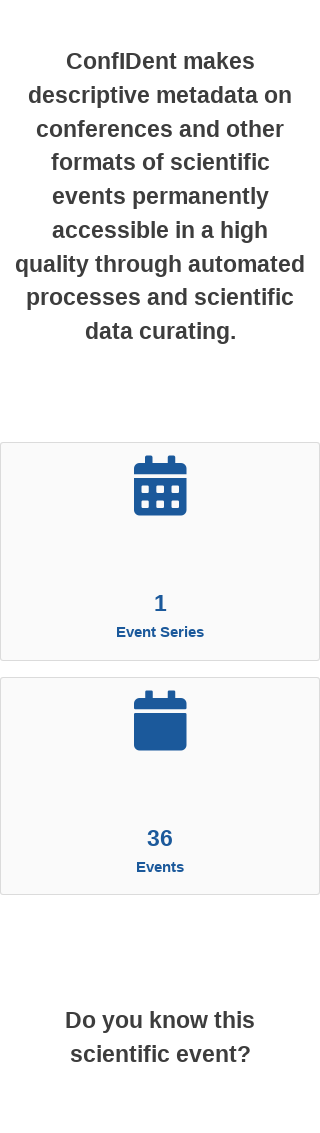 ConfIDent makes
descriptive metadata on
conferences and other
formats of scientific
events permanently
accessible in a high
quality through automated
processes and scientific
data curating.
1
Event Series
36
Events
Do you know this
scientific event?